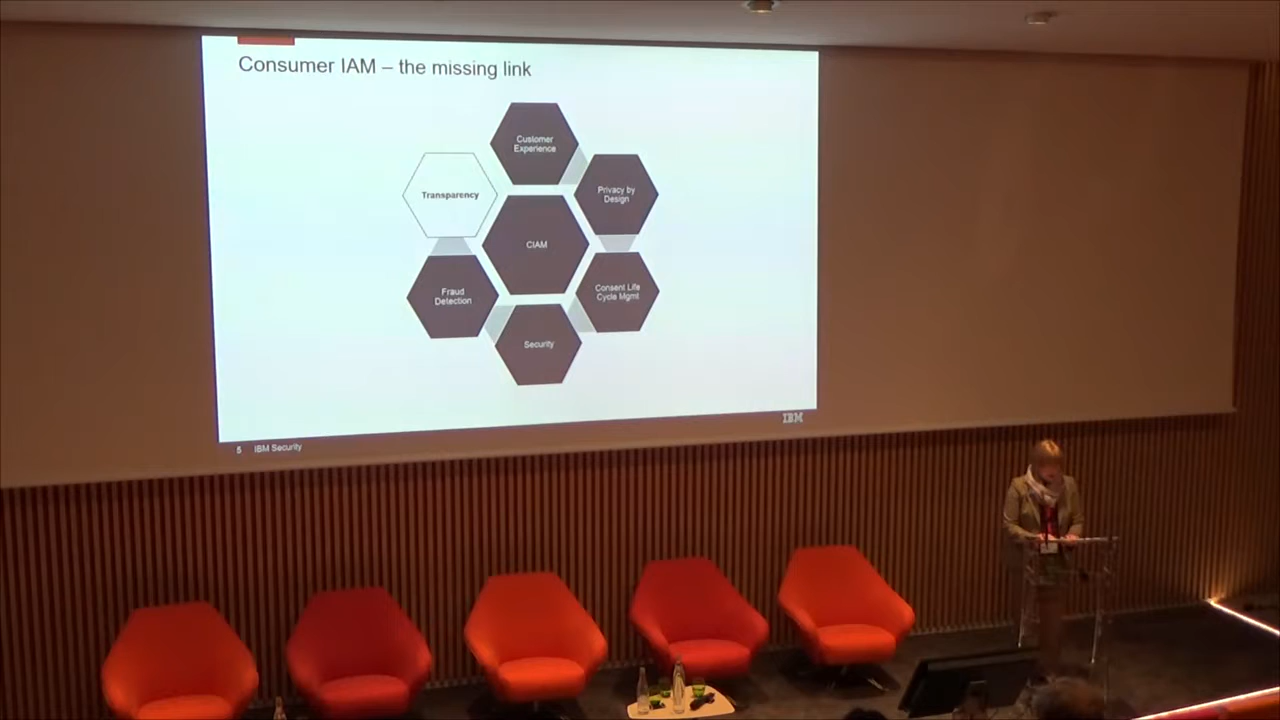 Consumer IAM – the missing link
Customer
Experience
Transparency
Privacy by
Design
CIAM
Fraud
Detection
Consent Life
Cycle Mgmt
Security
IBM
5 IBM Security